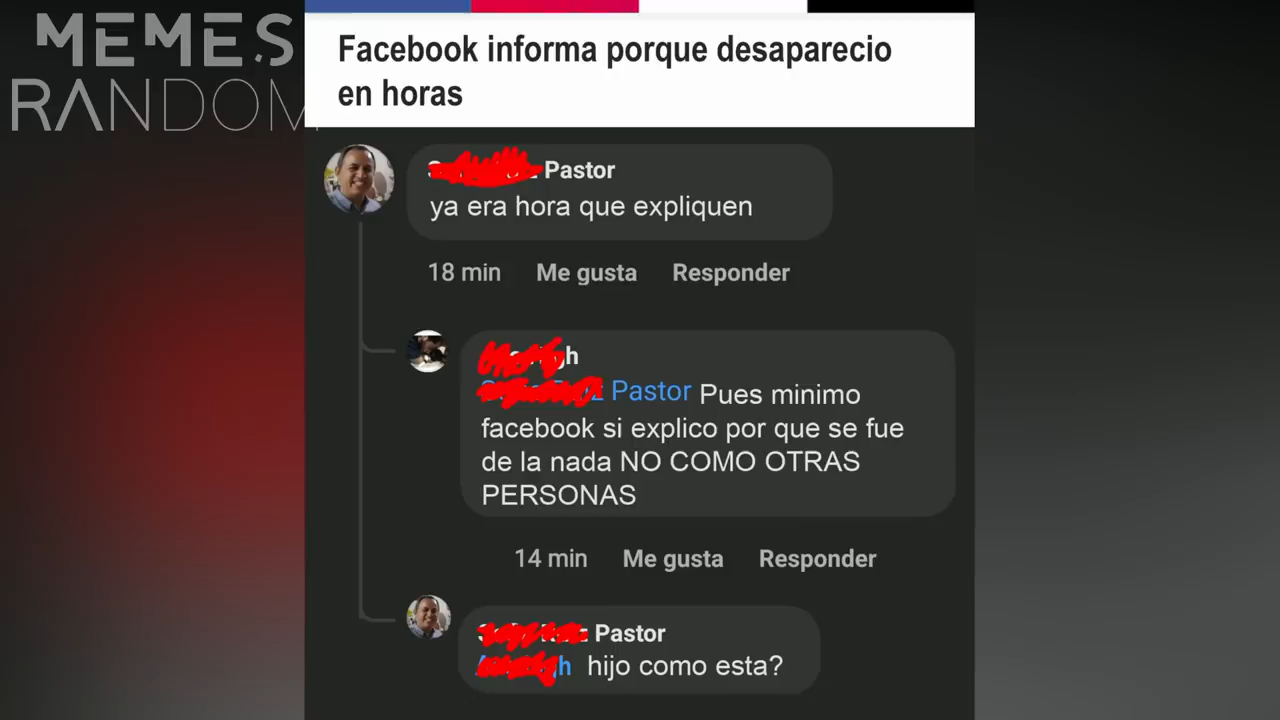 MEMES
RANDOM
Facebook informa porque desaparecio
en horas
Pastor
ya era hora que expliquen
18 min Me gusta Responder
Pastor Pues minimo
facebook si explico por que se fue
de la nada NO COMO OTRAS
PERSONAS
14 min Me gusta Responder
Pastor
hijo como esta?